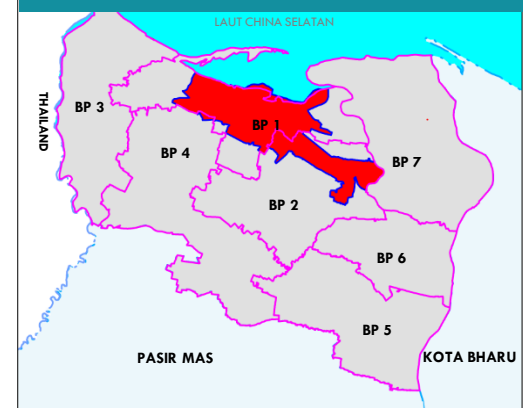 LAUT CHINA SELATAN
THAILAND
BP 3
BP 1
BP 4
BP 7
BP 2
BP 6
BP 5
PASIR MAS
KOTA BHARU